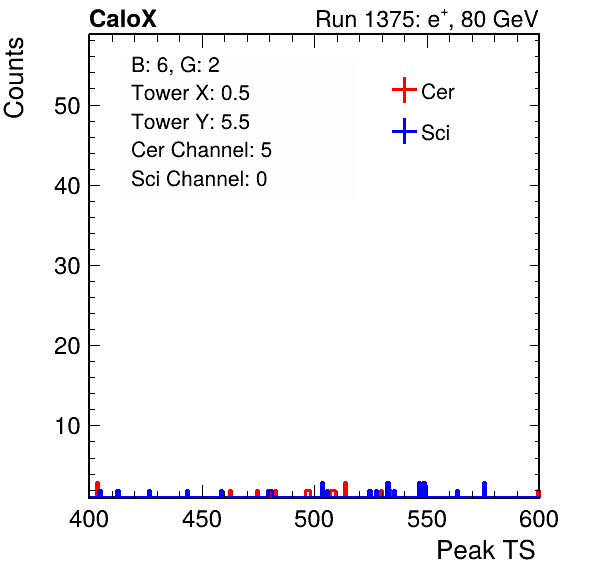 CaloX Run 1375: e⁺, 80 GeV
Counts
B: 6, G: 2
Tower X: 0.5
Tower Y: 5.5
Cer Channel: 5
Sci Channel: 0
Cer
Sci
50
40
30
20
10
400 450 500 550 600
Peak TS